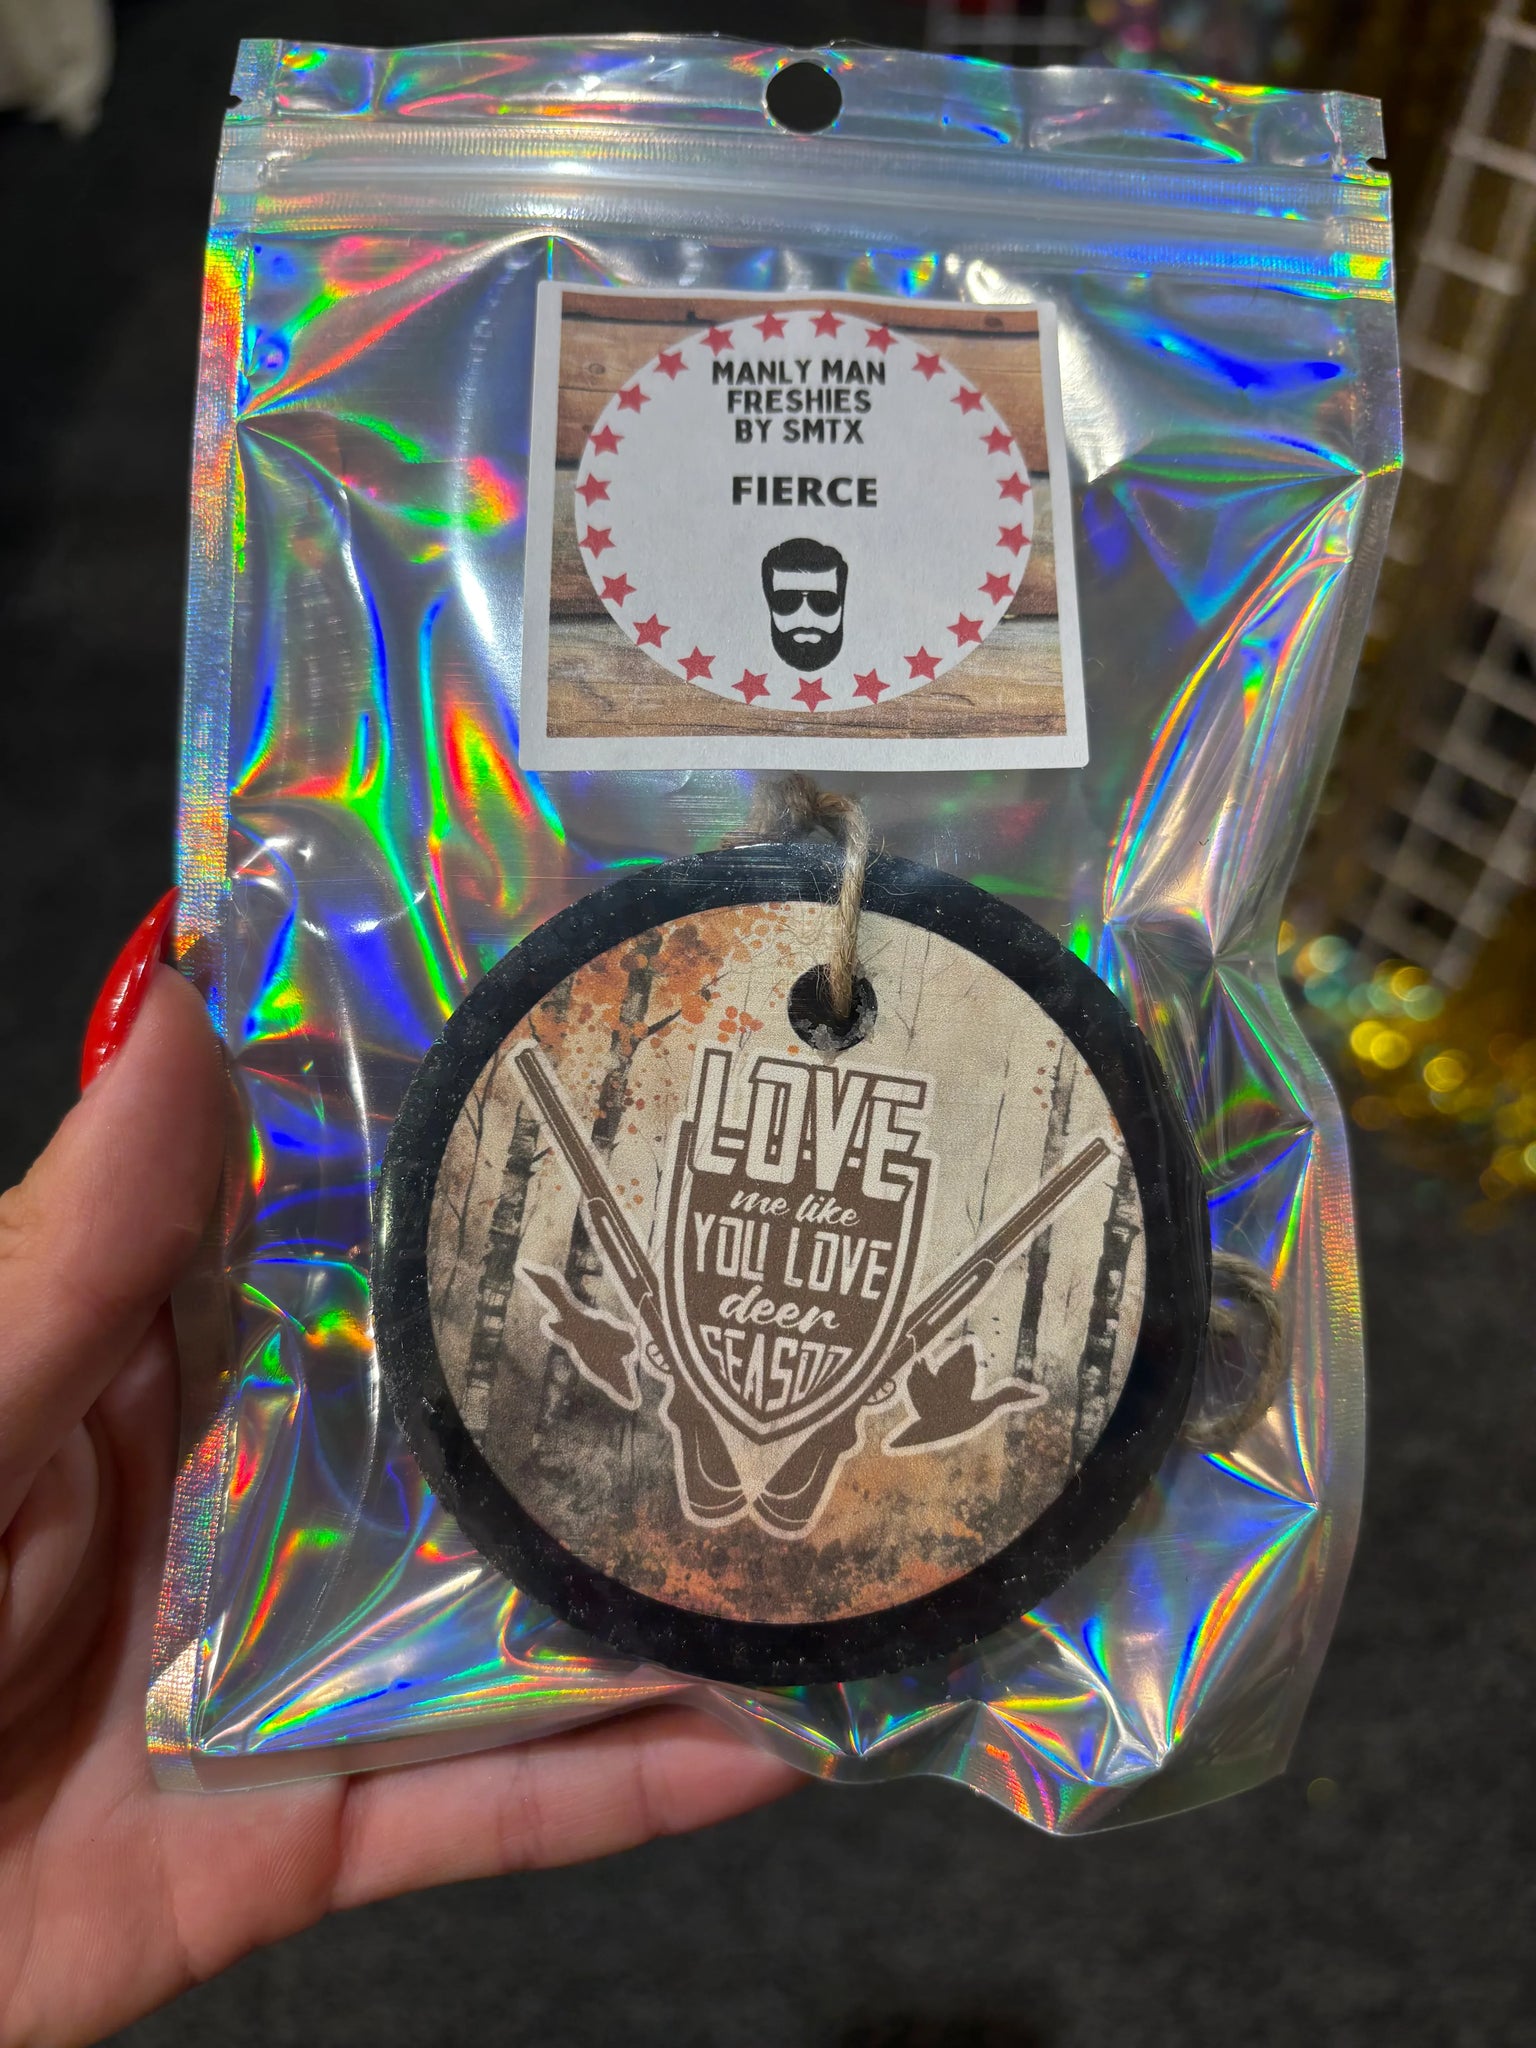 MANLY MAN
FRESHIES
BY SMTX
FIERCE
LOVE
me like
YOU LOVE
deer
SEASON